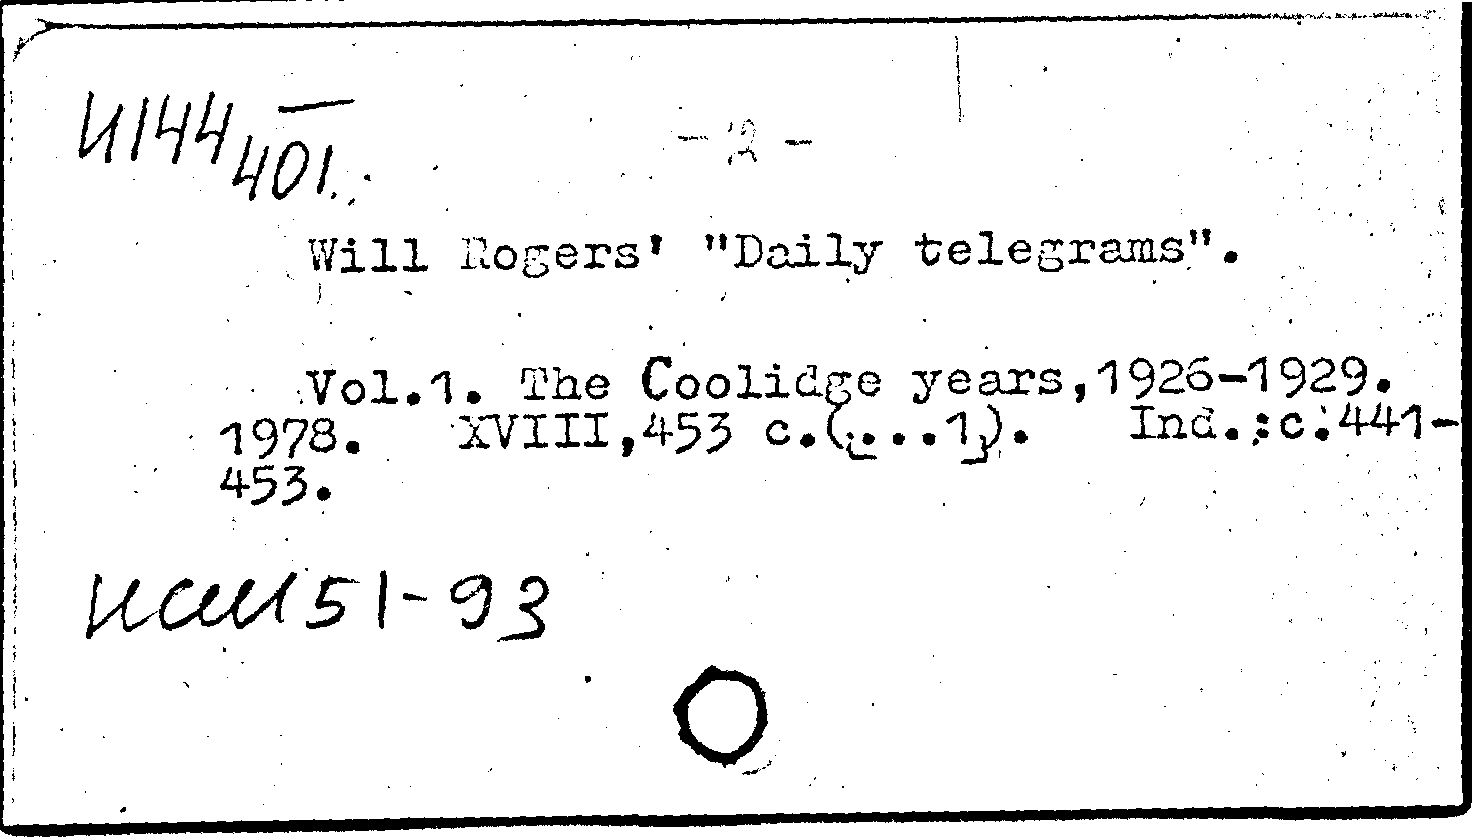 И144
401
- 2 -
Will Rogers' "Daily telegrams".
Vol.1. The Coolidge years,1926-1929.
1978. XVIII,453 c.(...1). Ind.:c.441-
453.
исш51-93